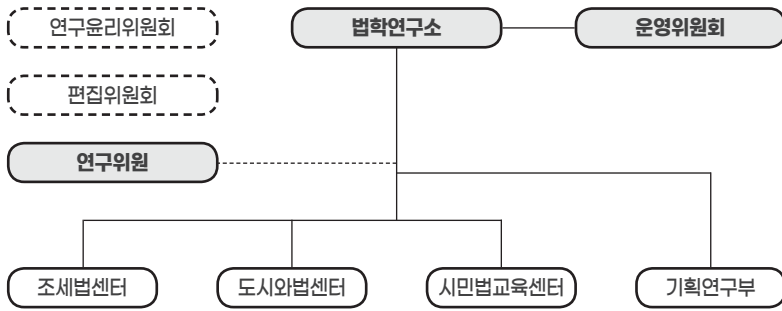 연구윤리위원회
법학연구소
운영위원회
편집위원회
연구위원
조세법센터
도시와법센터
시민법교육센터
기획연구부